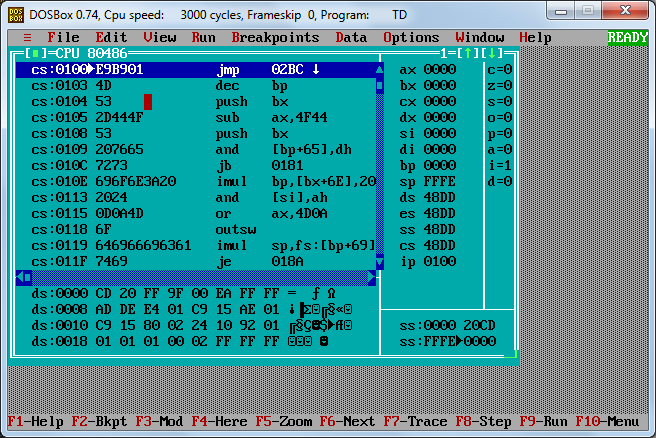 DOSBox 0.74, Cpu speed: 3000 cycles, Frameskip 0, Program: TD
≡ File Edit View Run Breakpoints Data Options Window Help READY
[■]=CPU 80486 1=[↑][↓]
cs:0100►E9B901 jmp 02BC ↓ ax 0000 c=0
cs:0103 4D dec bp bx 0000 z=0
cs:0104 53 push bx cx 0000 s=0
cs:0105 2D444F sub ax,4F44 dx 0000 o=0
cs:0108 53 push bx si 0000 p=0
cs:0109 207665 and [bp+65],dh di 0000 a=0
cs:010C 7273 jb 0181 bp 0000 i=1
cs:010E 696F6E3A20 imul bp,[bx+6E],20 sp FFFE d=0
cs:0113 2024 and [si],ah ds 48DD
cs:0115 0D0A4D or ax,4D0A es 48DD
cs:0118 6F outsw ss 48DD
cs:0119 646966696361 imul sp,fs:[bp+69] cs 48DD
cs:011F 7469 je 018A ip 0100
ds:0000 CD 20 FF 9F 00 EA FF FF = ƒ Ω
ds:0008 AD DE E4 01 C9 15 AE 01 ¡▐Σ☺╔§«☺
ds:0010 C9 15 80 02 24 10 92 01 ╔§Ç☻$►Æ☺ ss:0000 20CD
ds:0018 01 01 01 00 02 FF FF FF ☺☺☺ ☻ ss:FFFE►0000
F1-Help F2-Bkpt F3-Mod F4-Here F5-Zoom F6-Next F7-Trace F8-Step F9-Run F10-Menu